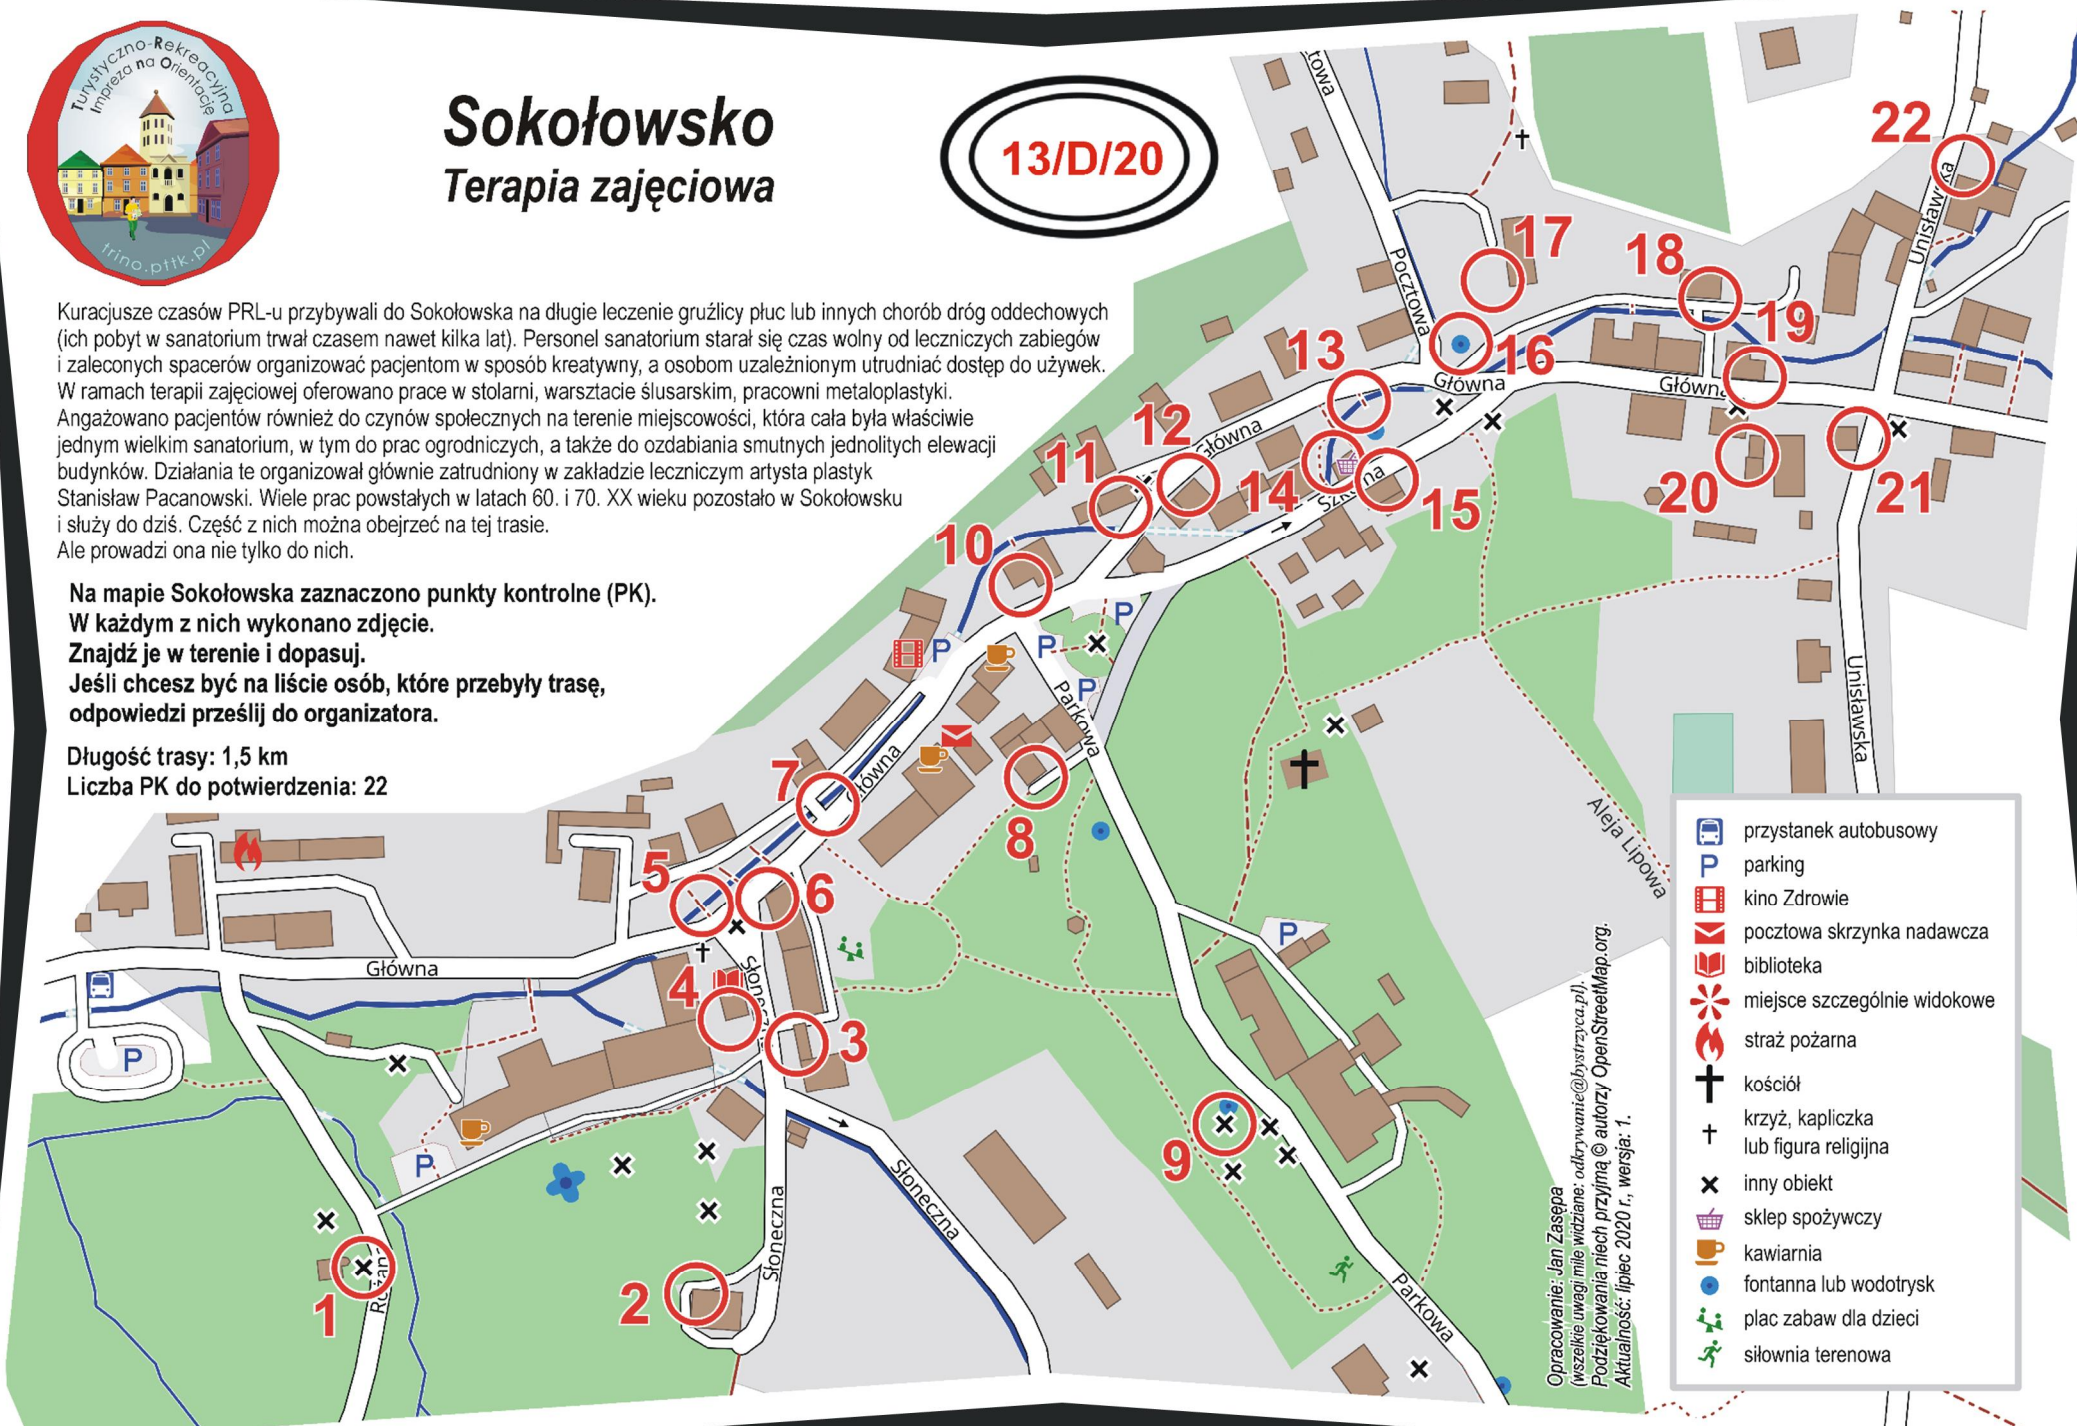 Turystyczno-Rekreacyjna
Impreza na Orientację
trino.pttk.pl
Sokołowsko
Terapia zajęciowa
13/D/20
Kuracjusze czasów PRL-u przybywali do Sokołowska na długie leczenie gruźlicy płuc lub innych chorób dróg oddechowych
(ich pobyt w sanatorium trwał czasem nawet kilka lat). Personel sanatorium starał się czas wolny od leczniczych zabiegów
i zaleconych spacerów organizować pacjentom w sposób kreatywny, a osobom uzależnionym utrudniać dostęp do używek.
W ramach terapii zajęciowej oferowano prace w stolarni, warsztacie ślusarskim, pracowni metaloplastyki.
Angażowano pacjentów również do czynów społecznych na terenie miejscowości, która cała była właściwie
jednym wielkim sanatorium, w tym do prac ogrodniczych, a także do ozdabiania smutnych jednolitych elewacji
budynków. Działania te organizował głównie zatrudniony w zakładzie leczniczym artysta plastyk
Stanisław Pacanowski. Wiele prac powstałych w latach 60. i 70. XX wieku pozostało w Sokołowsku
i służy do dziś. Część z nich można obejrzeć na tej trasie.
Ale prowadzi ona nie tylko do nich.
Na mapie Sokołowska zaznaczono punkty kontrolne (PK).
W każdym z nich wykonano zdjęcie.
Znajdź je w terenie i dopasuj.
Jeśli chcesz być na liście osób, które przebyły trasę,
odpowiedzi prześlij do organizatora.
Długość trasy: 1,5 km
Liczba PK do potwierdzenia: 22
22
Unisławska
17
18
Pocztowa
19
13
16
Główna
Główna
12
Główna
11
14
15
20
21
10
P
P
P
P
Parkowa
Unisławska
7
Główna
8
5
6
Aleja Lipowa
P
Główna
4
Słoneczna
3
P
P
9
Słoneczna
Słoneczna
1
2
Parkowa
przystanek autobusowy
P parking
kino Zdrowie
pocztowa skrzynka nadawcza
biblioteka
miejsce szczególnie widokowe
straż pożarna
kościół
krzyż, kapliczka
lub figura religijna
inny obiekt
sklep spożywczy
kawiarnia
fontanna lub wodotrysk
plac zabaw dla dzieci
siłownia terenowa
Opracowanie: Jan Zasępa
(wszelkie uwagi mile widziane: odkrywanie@bystrzyca.pl).
Podziękowania niech przyjmą © autorzy OpenStreetMap.org.
Aktualność: lipiec 2020 r., wersja: 1.